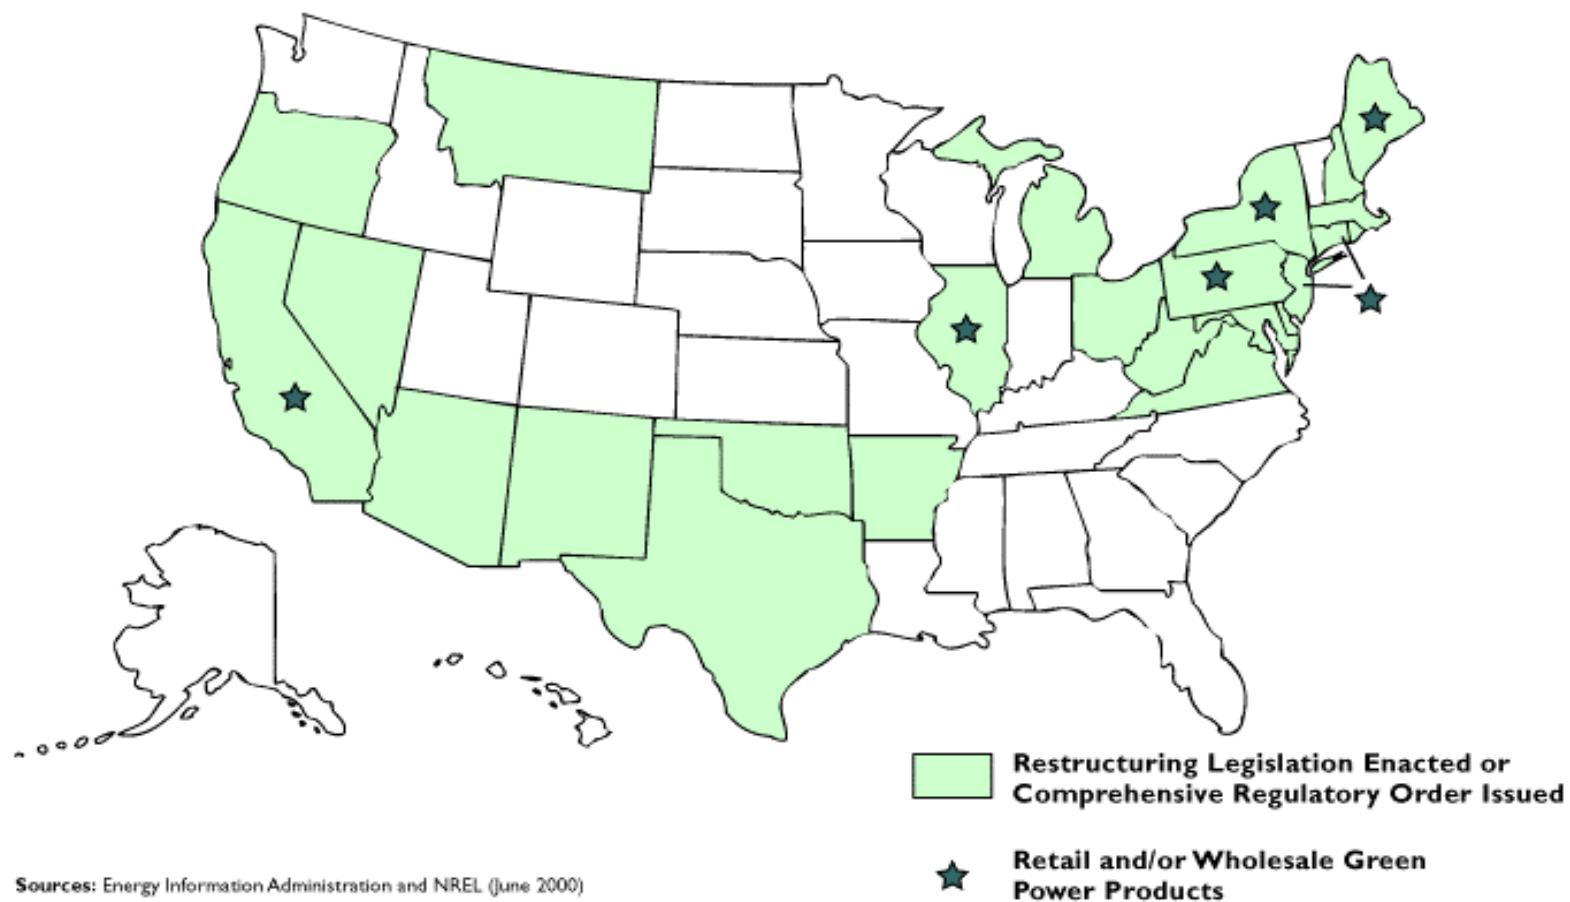 Restructuring Legislation Enacted or
Comprehensive Regulatory Order Issued
Retail and/or Wholesale Green
Power Products
Sources: Energy Information Administration and NREL (June 2000)